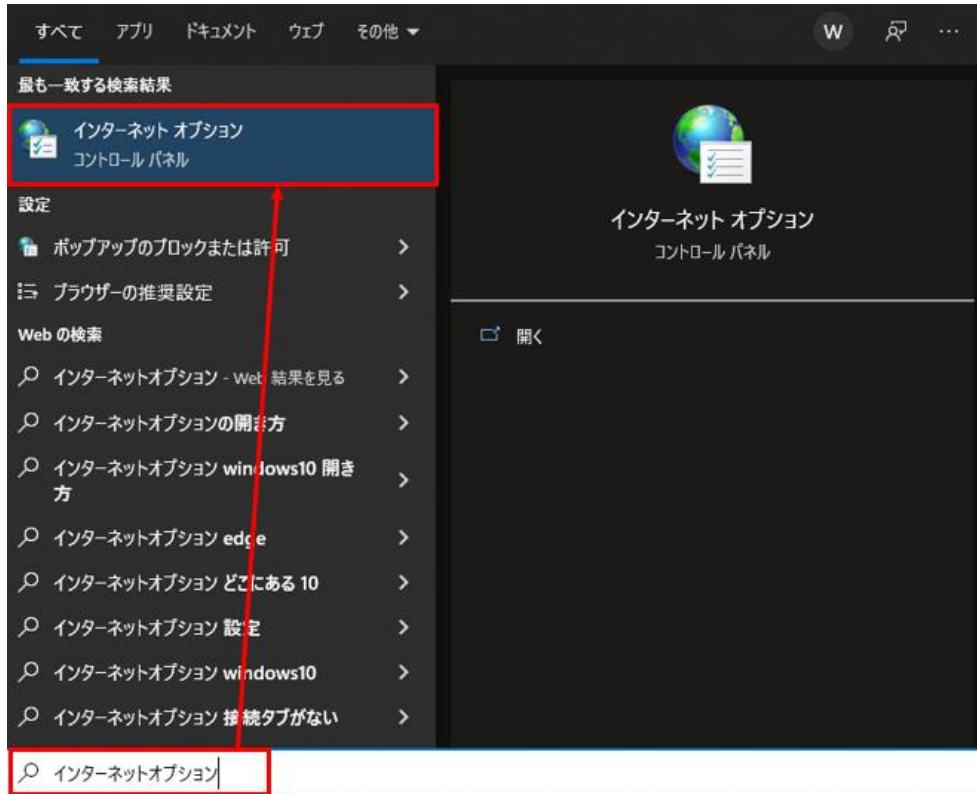 すべて アプリ ドキュメント ウェブ その他
W
最も一致する検索結果
インターネット オプション
コントロール パネル
設定
ポップアップのブロックまたは許可
ブラウザーの推奨設定
Web の検索
インターネットオプション - Web 結果を見る
インターネットオプションの開き方
インターネットオプション windows10 開き
方
インターネットオプション edge
インターネットオプション どこにある 10
インターネットオプション 設定
インターネットオプション windows10
インターネットオプション 接続タブがない
インターネットオプション
インターネット オプション
コントロール パネル
開く